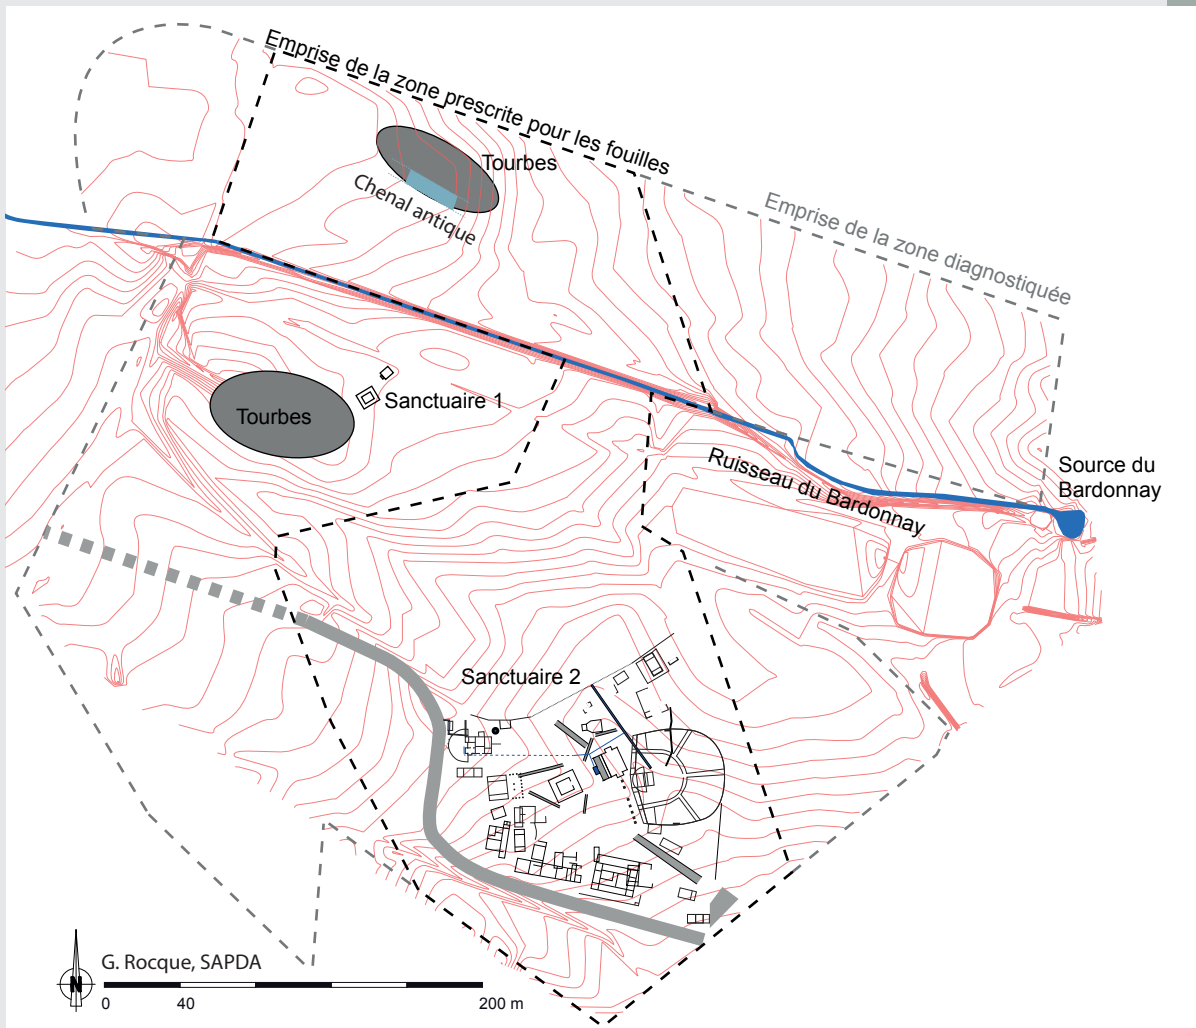 Emprise de la zone prescrite pour les fouilles
Tourbes
Chenal antique
Emprise de la zone diagnostiquée
Sanctuaire 1
Tourbes
Ruisseau du Bardonnay
Source du
Bardonnay
Sanctuaire 2
N
G. Rocque, SAPDA
0 40 200 m